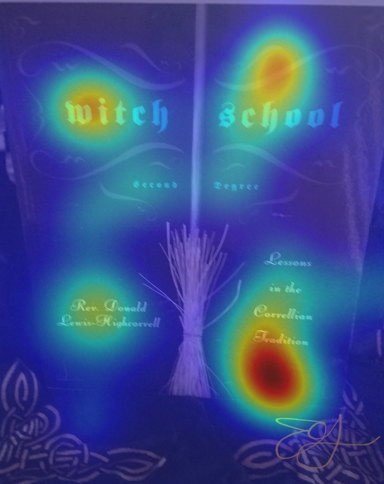 witch school
Second Degree
Lessons
in the
Correllian
Tradition
Rev. Donald
Lewis-Highcorrell